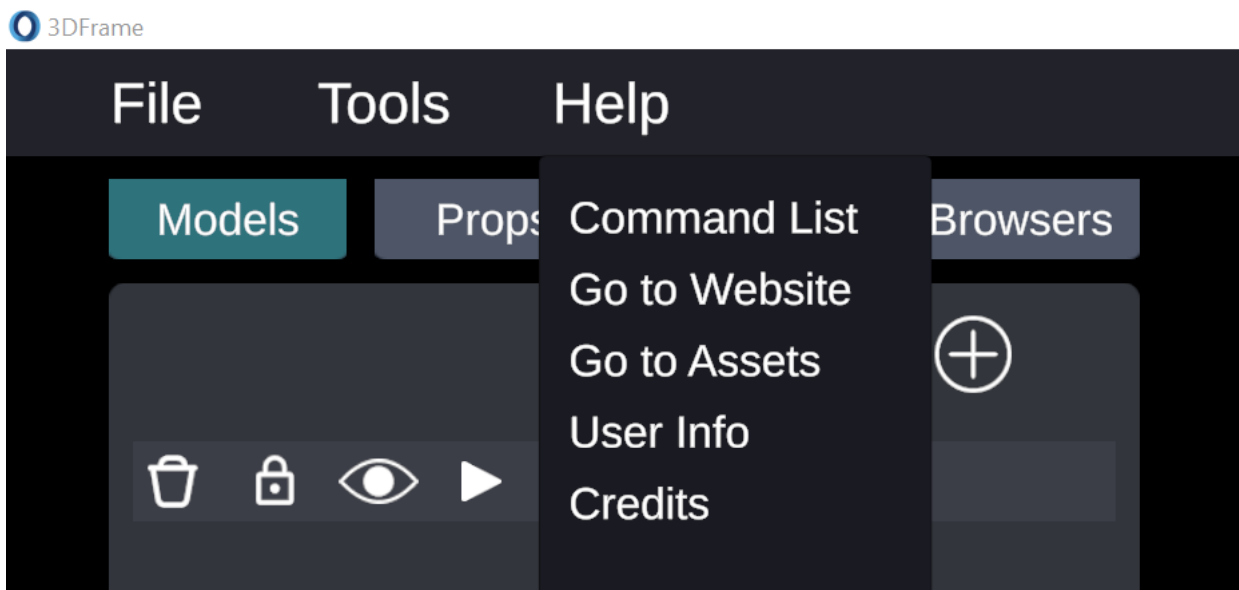 3DFrame
File Tools Help
Models Props Browsers
Command List
Go to Website
Go to Assets
User Info
Credits